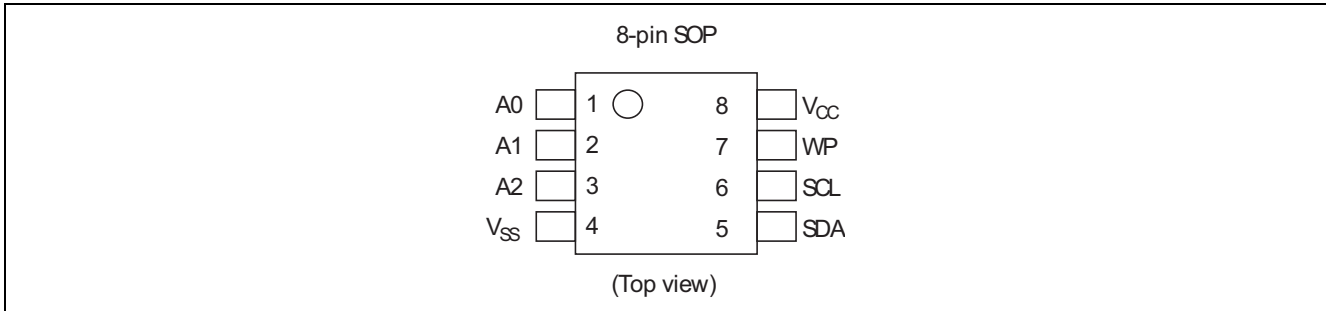 8-pin SOP
A0 1 8 VCC
A1 2 7 WP
A2 3 6 SCL
VSS 4 5 SDA
(Top view)